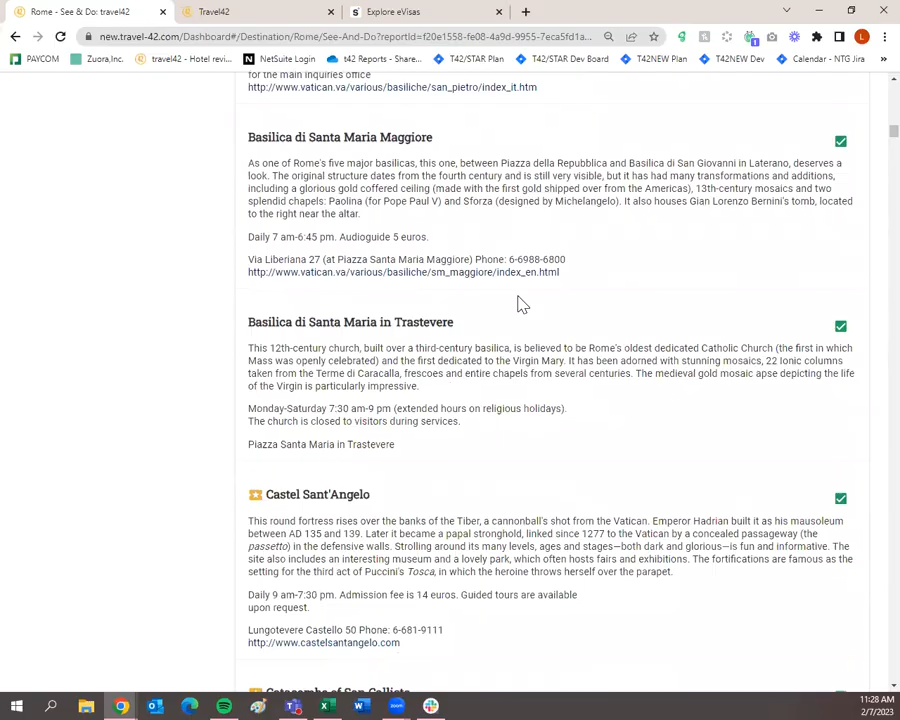 Rome - See & Do: travel42
Travel42
Explore eVisas
new.travel-42.com/Dashboard#/Destination/Rome/See-And-Do?reportId=f20e1558-fe08-4a9d-9955-7eca5fd1a...
L
PAYCOM
Zuora,Inc.
travel42 - Hotel revi...
N
NetSuite Login
t42 Reports - Share...
T42/STAR Plan
T42/STAR Dev Board
T42NEW Plan
T42NEW Dev
Calendar - NTG Jira
»
for the main inquiries office
http://www.vatican.va/various/basiliche/san_pietro/index_it.htm
Basilica di Santa Maria Maggiore
As one of Rome's five major basilicas, this one, between Piazza della Repubblica and Basilica di San Giovanni in Laterano, deserves a
look. The original structure dates from the fourth century and is still very visible, but it has had many transformations and additions,
including a glorious gold coffered ceiling (made with the first gold shipped over from the Americas), 13th-century mosaics and two
splendid chapels: Paolina (for Pope Paul V) and Sforza (designed by Michelangelo). It also houses Gian Lorenzo Bernini's tomb, located
to the right near the altar.
Daily 7 am-6:45 pm. Audioguide 5 euros.
Via Liberiana 27 (at Piazza Santa Maria Maggiore) Phone: 6-6988-6800
http://www.vatican.va/various/basiliche/sm_maggiore/index_en.html
Basilica di Santa Maria in Trastevere
This 12th-century church, built over a third-century basilica, is believed to be Rome's oldest dedicated Catholic Church (the first in which
Mass was openly celebrated) and the first dedicated to the Virgin Mary. It has been adorned with stunning mosaics, 22 Ionic columns
taken from the Terme di Caracalla, frescoes and entire chapels from several centuries. The medieval gold mosaic apse depicting the life
of the Virgin is particularly impressive.
Monday-Saturday 7:30 am-9 pm (extended hours on religious holidays).
The church is closed to visitors during services.
Piazza Santa Maria in Trastevere
Castel Sant'Angelo
This round fortress rises over the banks of the Tiber, a cannonball's shot from the Vatican. Emperor Hadrian built it as his mausoleum
between AD 135 and 139. Later it became a papal stronghold, linked since 1277 to the Vatican by a concealed passageway (the
passetto) in the defensive walls. Strolling around its many levels, ages and stages—both dark and glorious—is fun and informative. The
site also includes an interesting museum and a lovely park, which often hosts fairs and exhibitions. The fortifications are famous as the
setting for the third act of Puccini's Tosca, in which the heroine throws herself over the parapet.
Daily 9 am-7:30 pm. Admission fee is 14 euros. Guided tours are available
upon request.
Lungotevere Castello 50 Phone: 6-681-9111
http://www.castelsantangelo.com
Catacombs of San Callisto
11:28 AM
2/7/2023